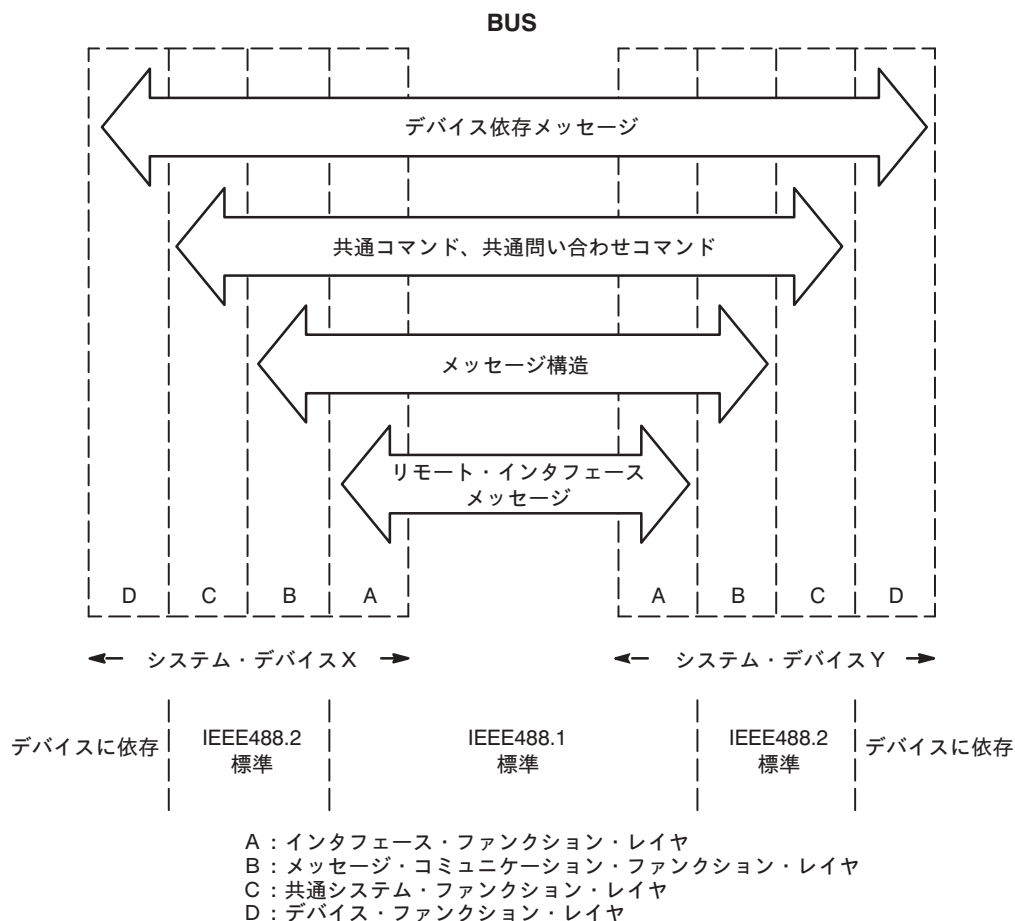 BUS
デバイス依存メッセージ
共通コマンド、共通問い合わせコマンド
メッセージ構造
リモート・インタフェース
メッセージ
D C B A A B C D
システム・デバイスX システム・デバイスY
デバイスに依存 IEEE488.2 IEEE488.1 IEEE488.2 デバイスに依存
標準 標準 標準
A：インタフェース・ファンクション・レイヤ
B：メッセージ・コミュニケーション・ファンクション・レイヤ
C：共通システム・ファンクション・レイヤ
D：デバイス・ファンクション・レイヤ